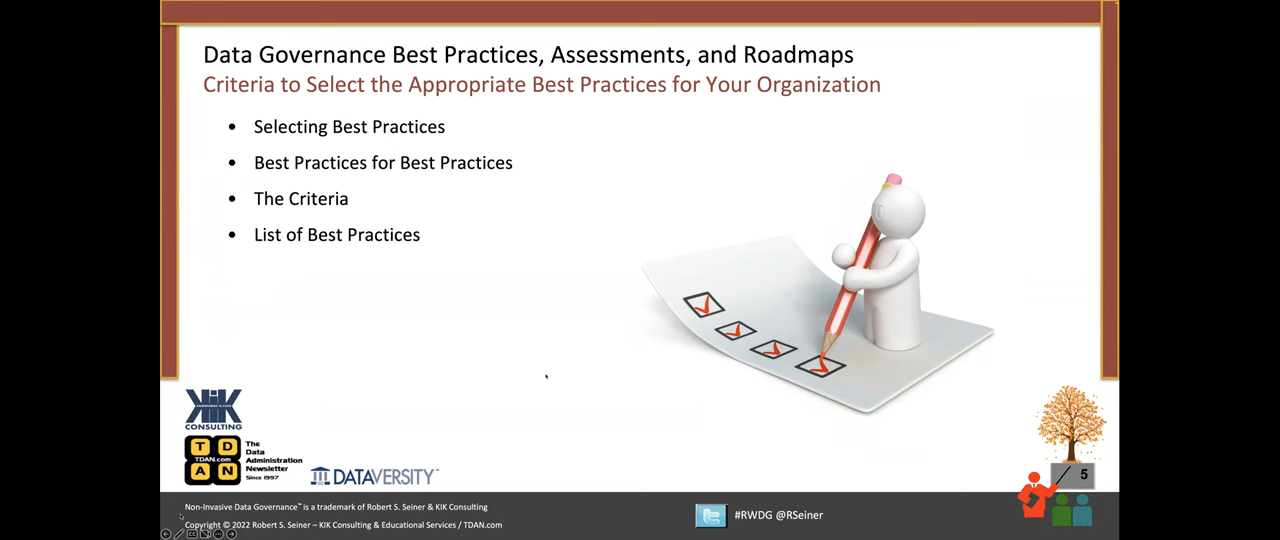 Data Governance Best Practices, Assessments, and Roadmaps
Criteria to Select the Appropriate Best Practices for Your Organization
• Selecting Best Practices
• Best Practices for Best Practices
• The Criteria
• List of Best Practices
KIK
CONSULTING
T D
TDAN.com
A N
The
Data
Administration
Newsletter
Since 1997
DATAVERSITY™
5
Non-Invasive Data Governance™ is a trademark of Robert S. Seiner & KIK Consulting
Copyright © 2022 Robert S. Seiner – KIK Consulting & Educational Services / TDAN.com
#RWDG @RSeiner